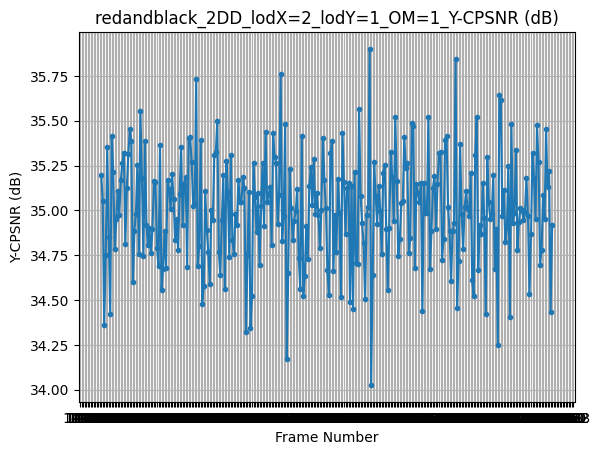 redandblack_2DD_lodX=2_lodY=1_OM=1_Y-CPSNR (dB)
Y-CPSNR (dB)
35.75
35.50
35.25
35.00
34.75
34.50
34.25
34.00
Frame Number